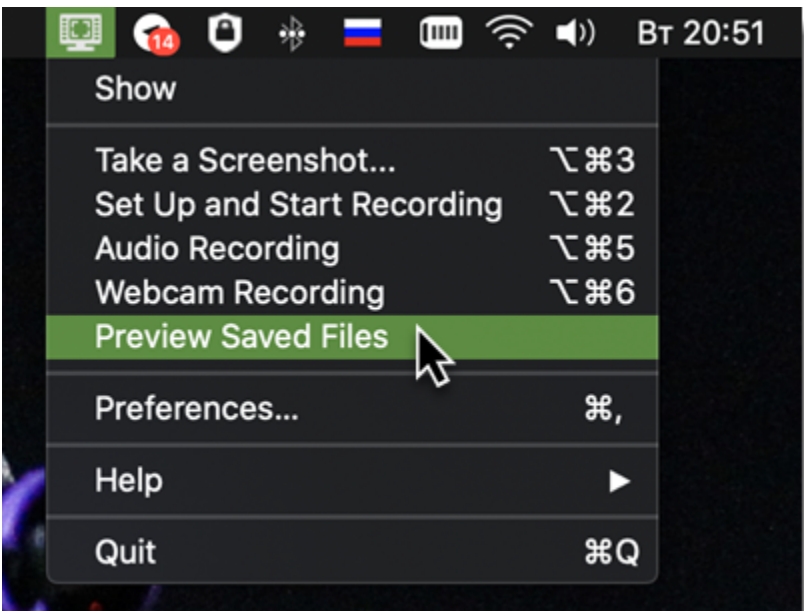 14 Вт 20:51
Show
Take a Screenshot... ⌥⌘3
Set Up and Start Recording ⌥⌘2
Audio Recording ⌥⌘5
Webcam Recording ⌥⌘6
Preview Saved Files
Preferences... ⌘,
Help ▶
Quit ⌘Q